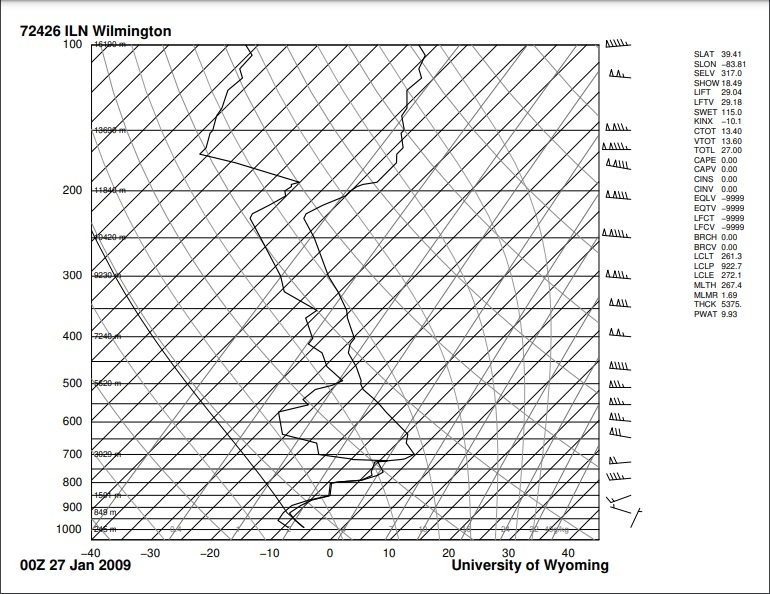 72426 ILN Wilmington
100
16190 m
13690 m
200
11840 m
10420 m
300
9230 m
400
7240 m
500
5620 m
600
700
3029 m
800
1501 m
900
849 m
1000
245 m
−40 −30 −20 −10 0 10 20 30 40
00Z 27 Jan 2009
University of Wyoming
SLAT 39.41
SLON −83.81
SELV 317.0
SHOW 18.49
LIFT 29.04
LFTV 29.18
SWET 115.0
KINX −10.1
CTOT 13.40
VTOT 13.60
TOTL 27.00
CAPE 0.00
CAPV 0.00
CINS 0.00
CINV 0.00
EQLV −9999
EQTV −9999
LFCT −9999
LFCV −9999
BRCH 0.00
BRCV 0.00
LCLT 261.3
LCLP 922.7
LCLE 272.1
MLTH 267.4
MLMR 1.69
THCK 5375.
PWAT 9.93